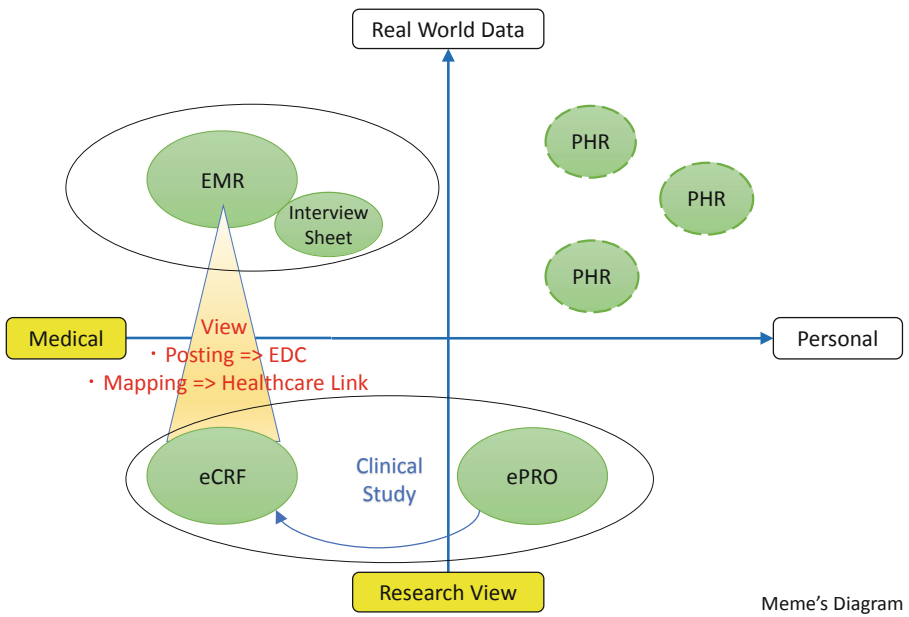 Real World Data
PHR
EMR
PHR
Interview
Sheet
PHR
View
Medical
Personal
・ Posting => EDC
・ Mapping => Healthcare Link
Clinical
Study
eCRF
ePRO
Research View
Meme's Diagram